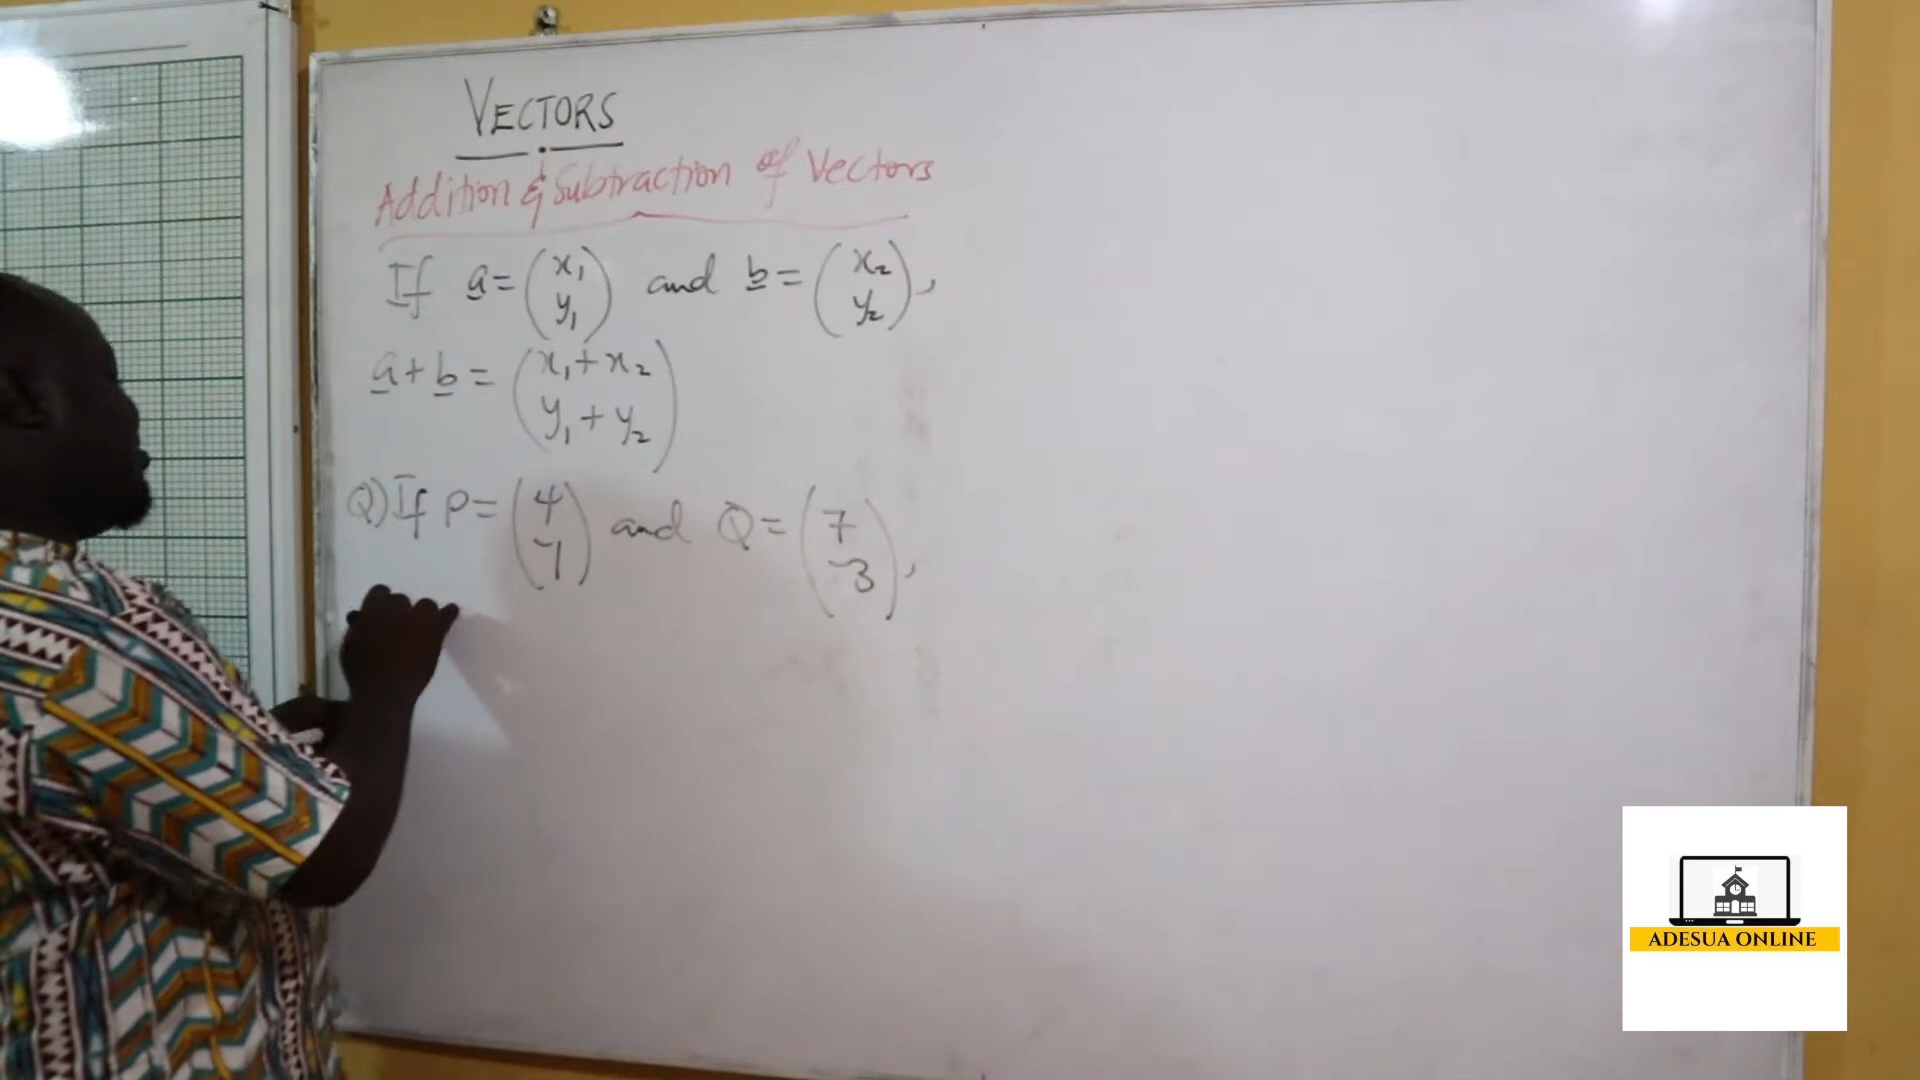 VECTORS
Addition & Subtraction of Vectors
If a = (x₁ y₁) and b = (x₂ y₂),
a + b = (x₁ + x₂ y₁ + y₂)
Q) If P = (4 -1) and Q = (7 -3),
ADESUA ONLINE